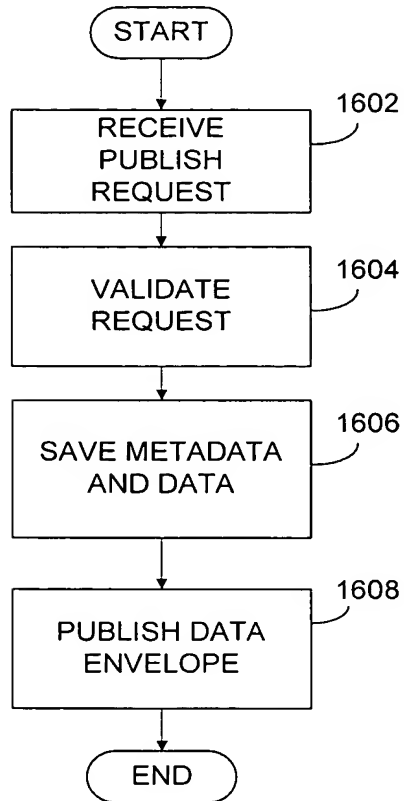 START
1602
RECEIVE
PUBLISH
REQUEST
1604
VALIDATE
REQUEST
1606
SAVE METADATA
AND DATA
1608
PUBLISH DATA
ENVELOPE
END